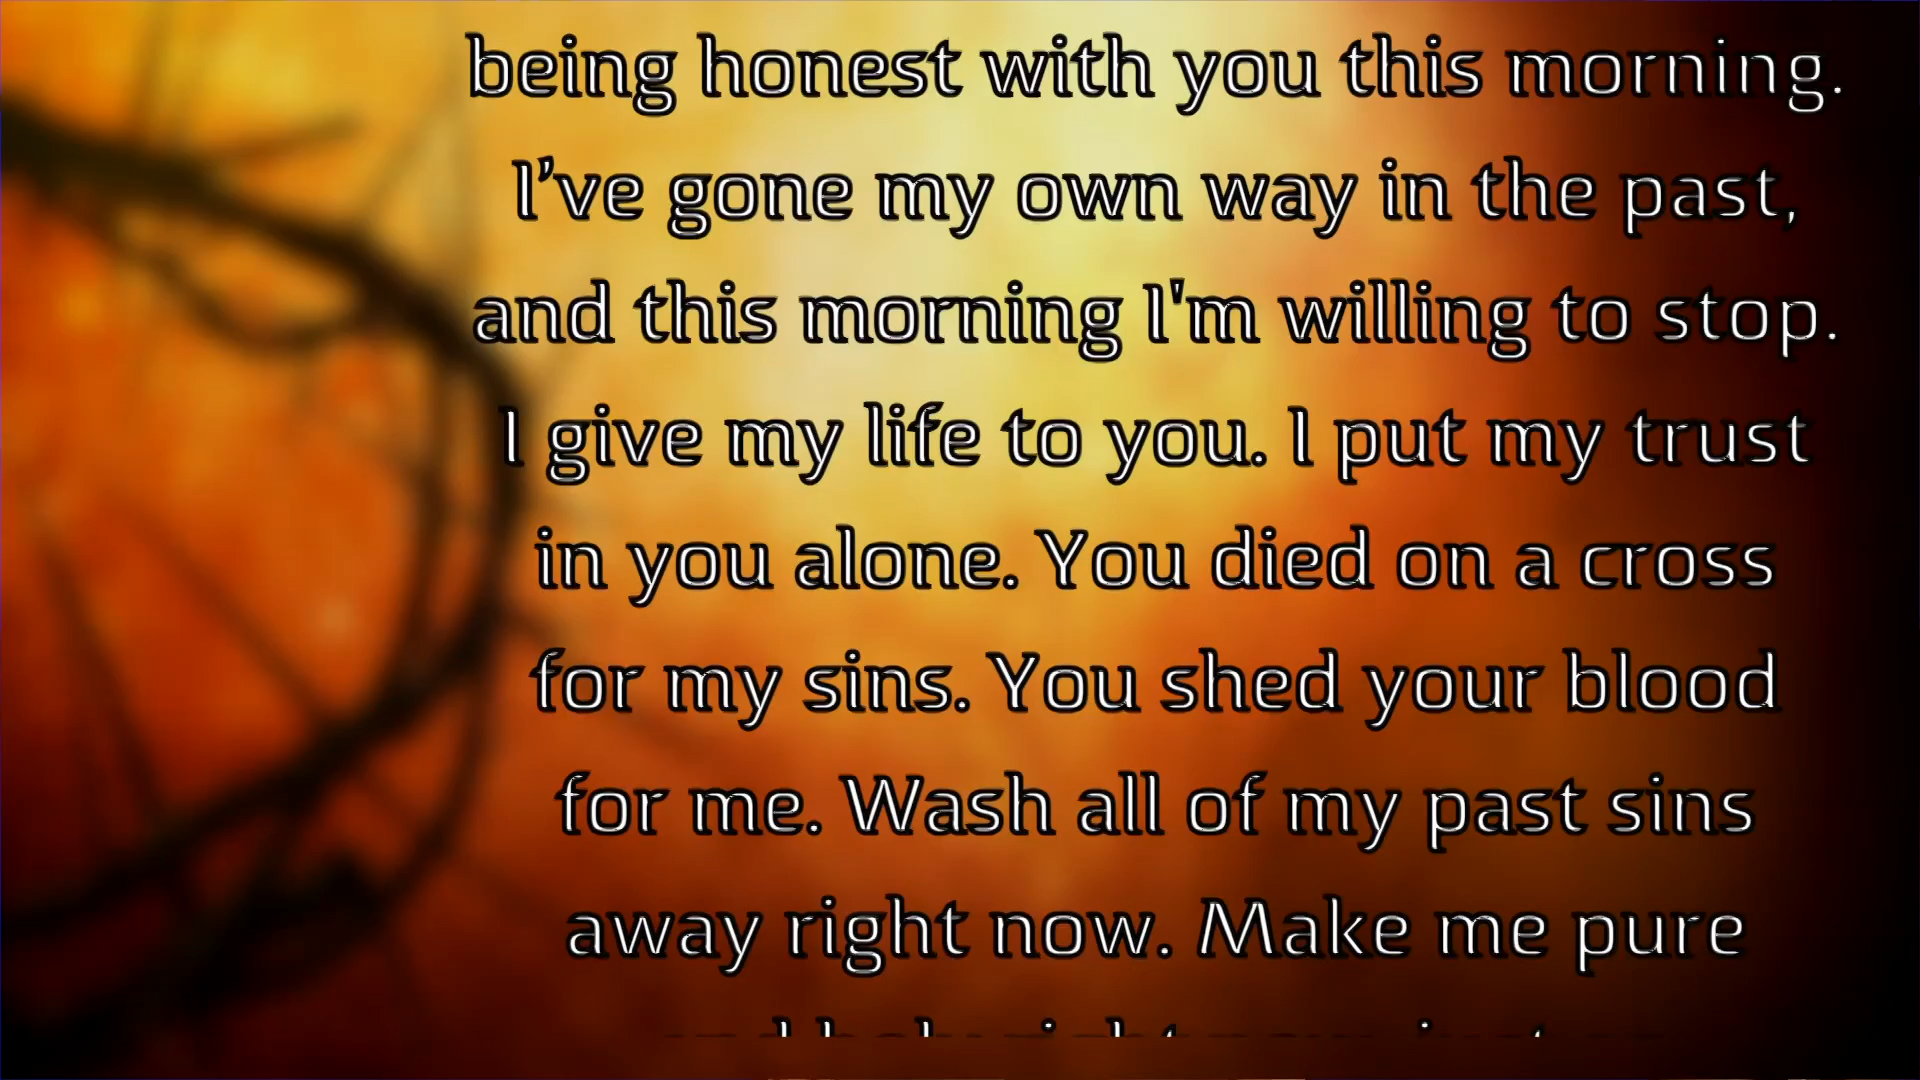 being honest with you this morning.
I’ve gone my own way in the past,
and this morning I'm willing to stop.
I give my life to you. I put my trust
in you alone. You died on a cross
for my sins. You shed your blood
for me. Wash all of my past sins
away right now. Make me pure